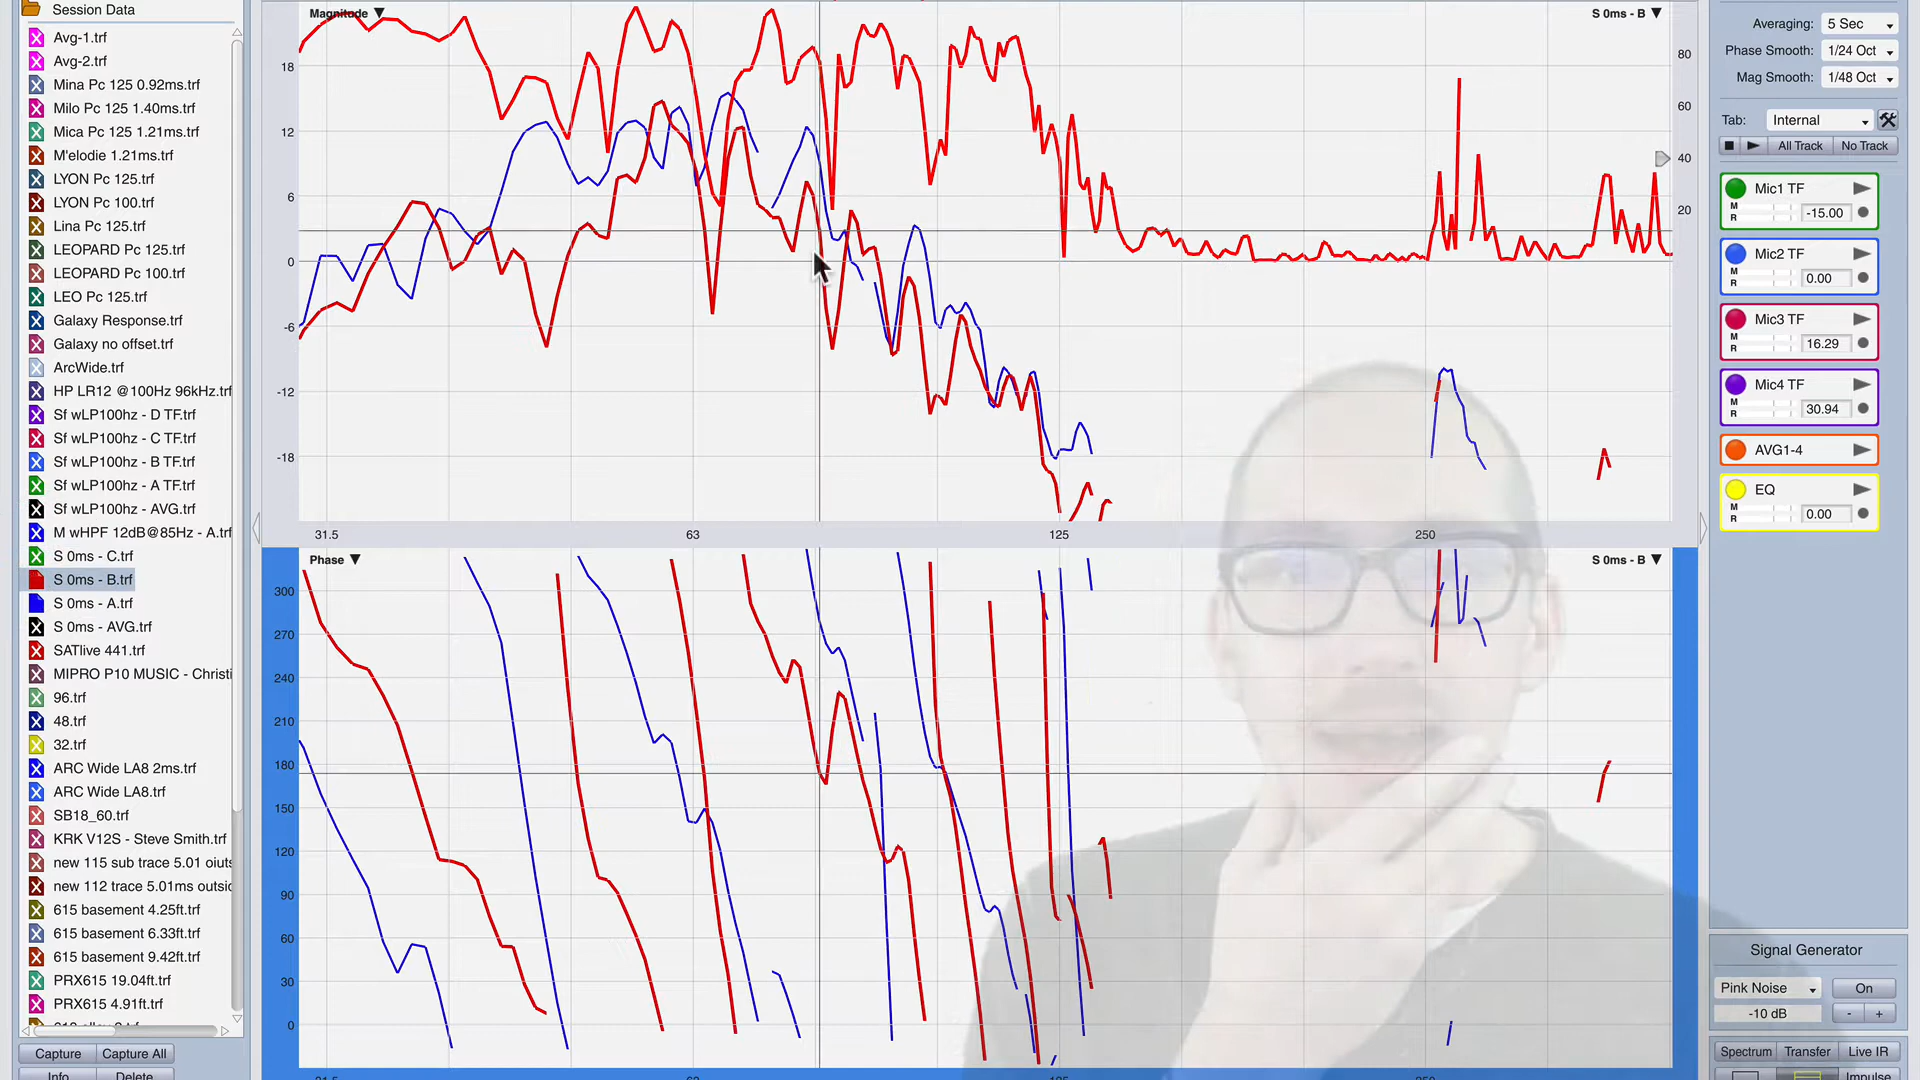 Session Data
Avg-1.trf
Avg-2.trf
Mina Pc 125 0.92ms.trf
Milo Pc 125 1.40ms.trf
Mica Pc 125 1.21ms.trf
M'elodie 1.21ms.trf
LYON Pc 125.trf
LYON Pc 100.trf
Lina Pc 125.trf
LEOPARD Pc 125.trf
LEOPARD Pc 100.trf
LEO Pc 125.trf
Galaxy Response.trf
Galaxy no offset.trf
ArcWide.trf
HP LR12 @100Hz 96kHz.trf
Sf wLP100hz - D TF.trf
Sf wLP100hz - C TF.trf
Sf wLP100hz - B TF.trf
Sf wLP100hz - A TF.trf
Sf wLP100hz - AVG.trf
M wHPF 12dB@85Hz - A.trf
S 0ms - C.trf
S 0ms - B.trf
S 0ms - A.trf
S 0ms - AVG.trf
SATlive 441.trf
MIPRO P10 MUSIC - Christi
96.trf
48.trf
32.trf
ARC Wide LA8 2ms.trf
ARC Wide LA8.trf
SB18_60.trf
KRK V12S - Steve Smith.trf
new 115 sub trace 5.01 outs
new 112 trace 5.01ms outsid
615 basement 4.25ft.trf
615 basement 6.33ft.trf
615 basement 9.42ft.trf
PRX615 19.04ft.trf
PRX615 4.91ft.trf
Capture
Capture All
Info
Delete
Magnitude ▼
S 0ms - B ▼
18
12
6
0
-6
-12
-18
80
60
40
20
31.5
63
125
250
Phase ▼
S 0ms - B ▼
300
270
240
210
180
150
120
90
60
30
0
Averaging: 5 Sec
Phase Smooth: 1/24 Oct
Mag Smooth: 1/48 Oct
Tab: Internal
All Track
No Track
Mic1 TF
M
R
-15.00
Mic2 TF
M
R
0.00
Mic3 TF
M
R
16.29
Mic4 TF
M
R
30.94
AVG1-4
EQ
M
R
0.00
Signal Generator
Pink Noise
On
-10 dB
-
+
Spectrum
Transfer
Live IR
Impulse